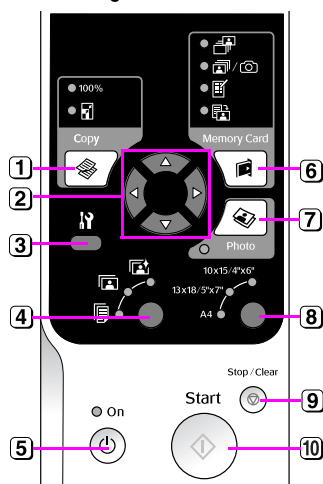 100%
Copy
Memory Card
1
2
6
7
3
Photo
10x15/4"x6"
13x18/5"x7"
A4
4
8
Stop/Clear
On
Start
9
5
10